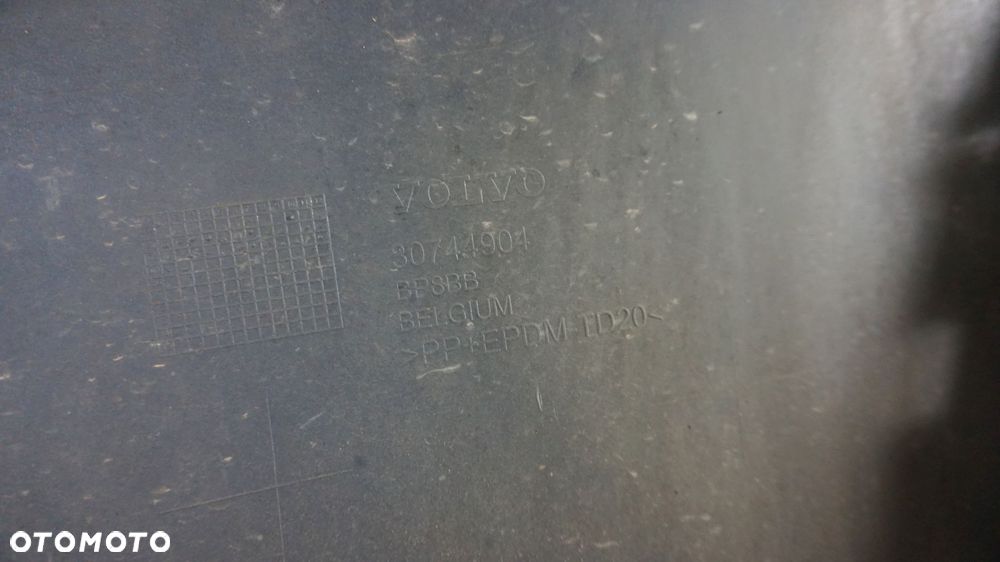 VOLVO
30744904
BP8BB
BELGIUM
>PP+EPDM-TD20<
OTOMOTO